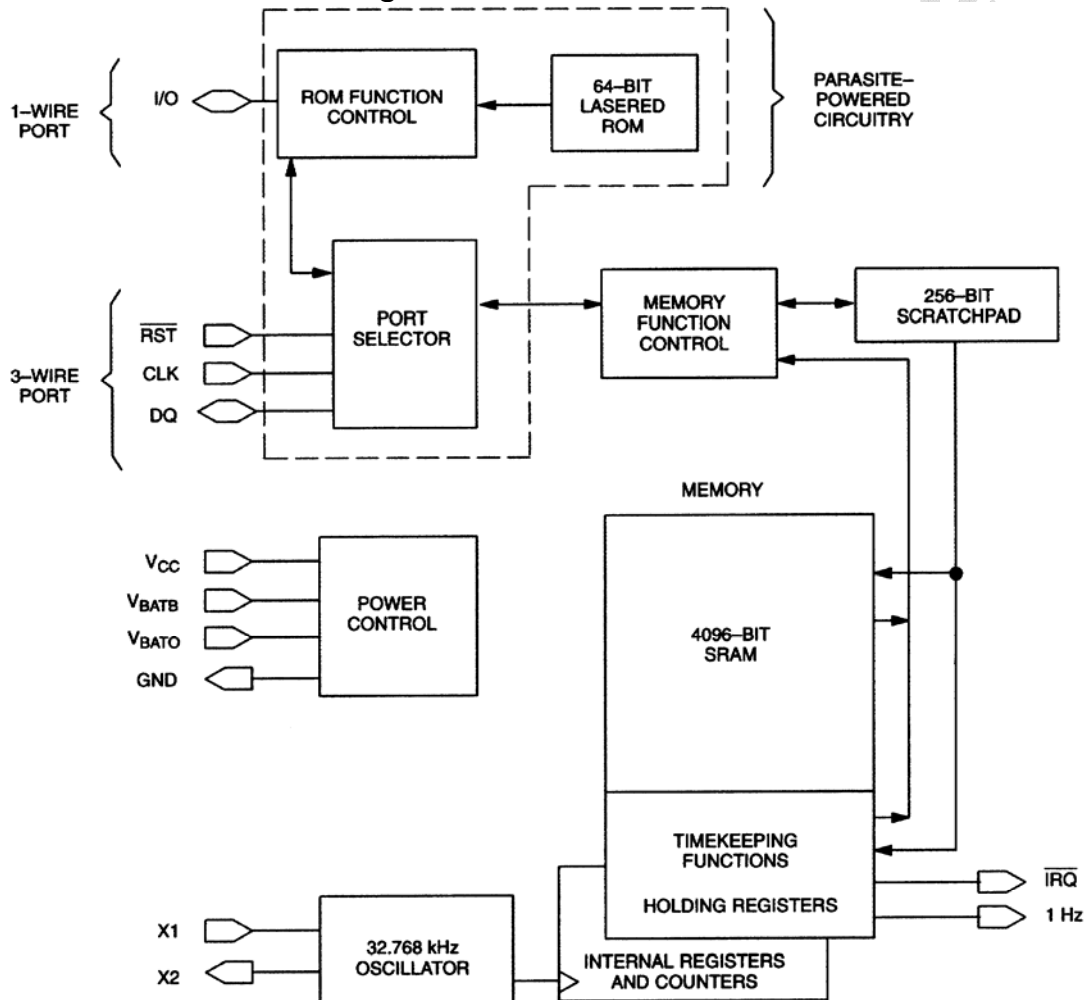 1–WIRE
PORT
I/O
ROM FUNCTION
CONTROL
64–BIT
LASERED
ROM
PARASITE–
POWERED
CIRCUITRY
3–WIRE
PORT
RST
CLK
DQ
PORT
SELECTOR
MEMORY
FUNCTION
CONTROL
256–BIT
SCRATCHPAD
MEMORY
VCC
VBATB
VBATO
GND
POWER
CONTROL
4096–BIT
SRAM
TIMEKEEPING
FUNCTIONS
HOLDING REGISTERS
IRQ
1 Hz
X1
X2
32.768 kHz
OSCILLATOR
INTERNAL REGISTERS
AND COUNTERS